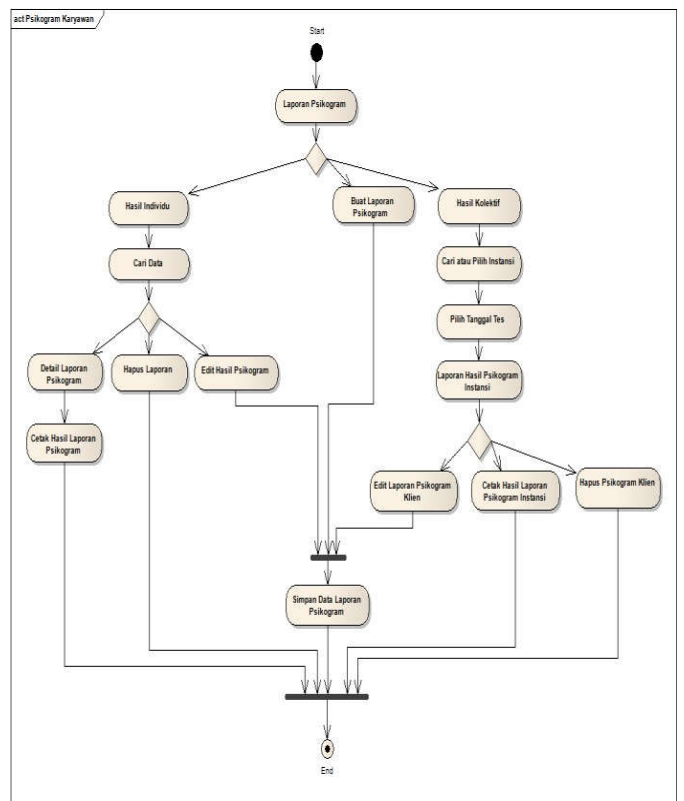 act Psikogram Karyawan
Start
Laporan Psikogram
Hasil Individu
Buat Laporan
Psikogram
Hasil Kolektif
Cari Data
Cari atau Pilih Instansi
Pilih Tanggal Tes
Detail Laporan
Psikogram
Hapus Laporan
Edit Hasil Psikogram
Laporan Hasil Psikogram
Instansi
Cetak Hasil Laporan
Psikogram
Edit Laporan Psikogram
Klien
Cetak Hasil Laporan
Psikogram Instansi
Hapus Psikogram Klien
Simpan Data Laporan
Psikogram
End